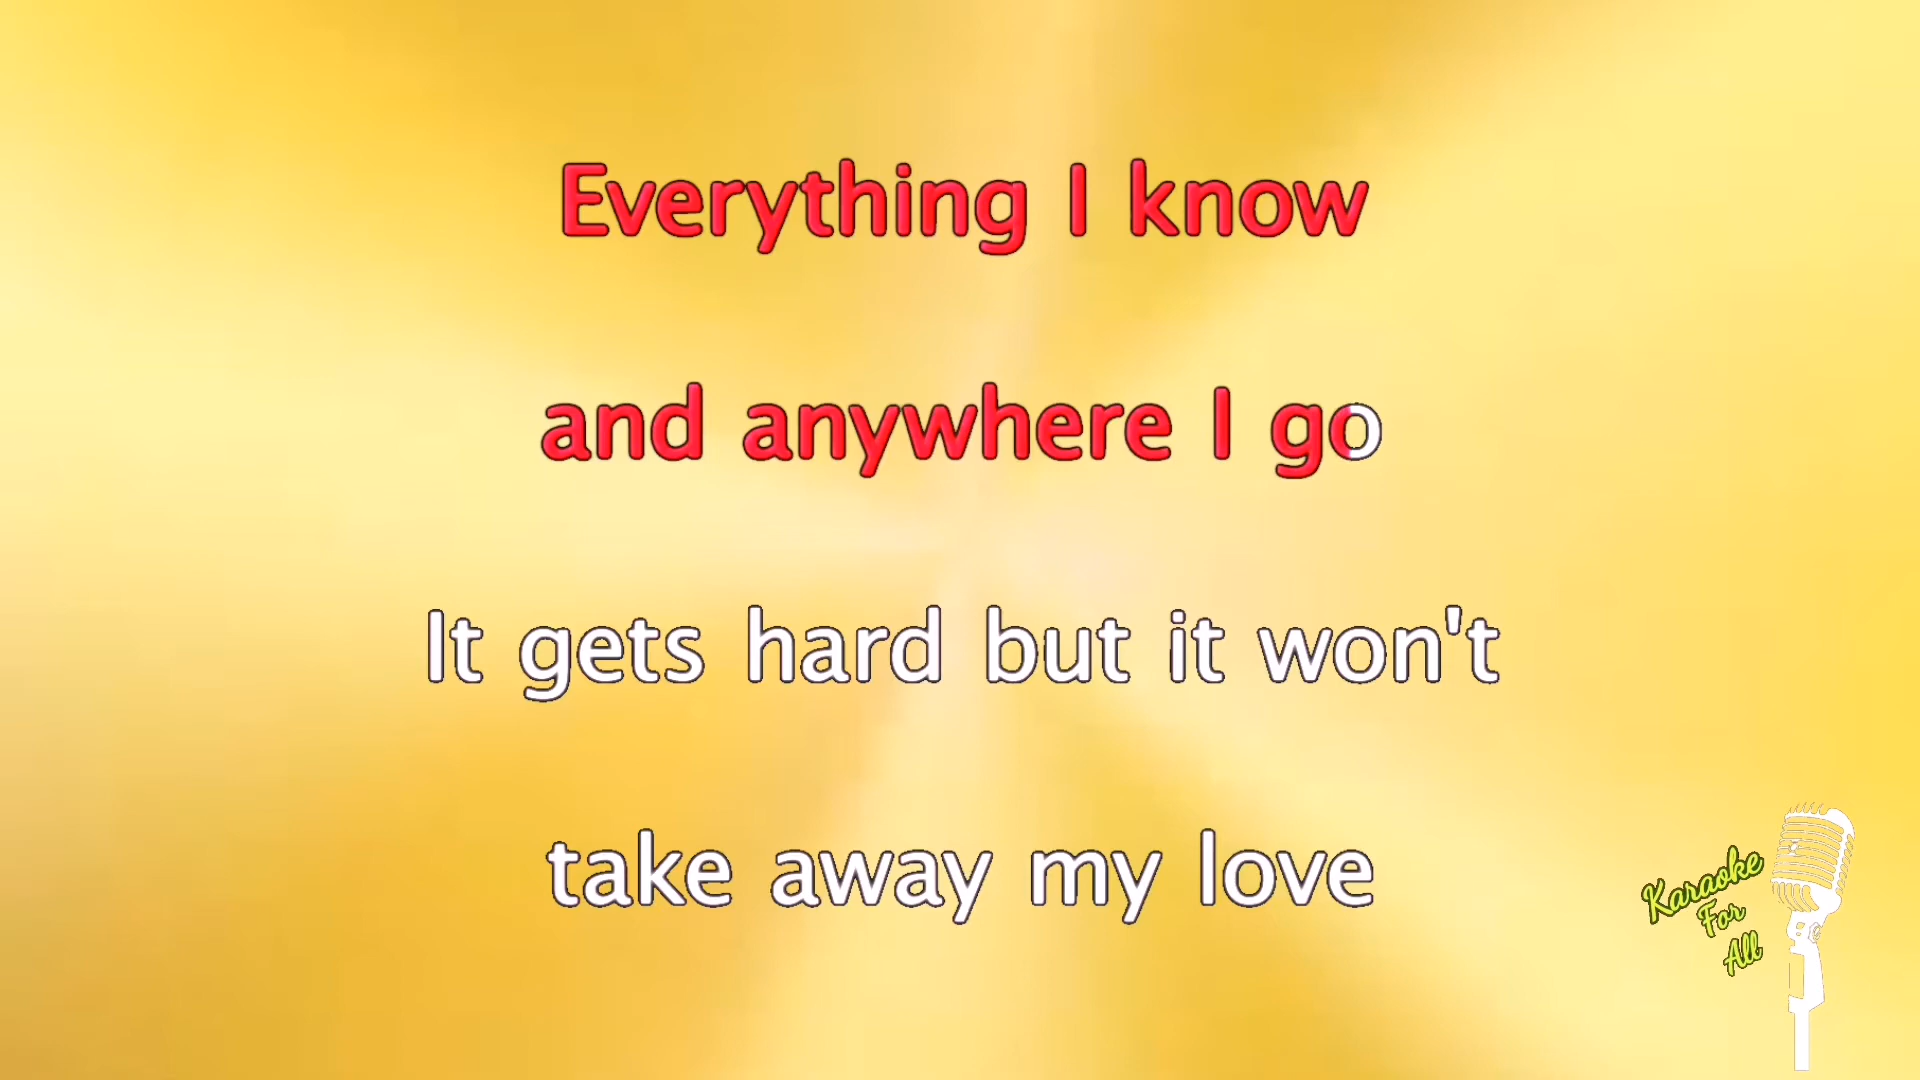 Everything I know
and anywhere I go
It gets hard but it won't
take away my love
Karaoke
For
All